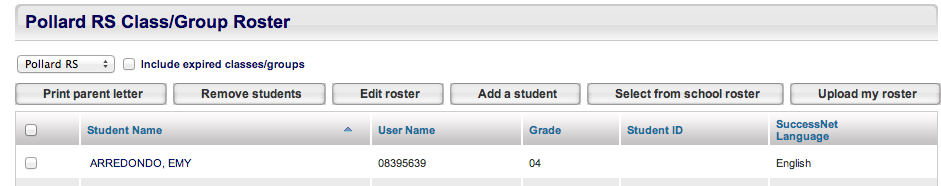 Pollard RS Class/Group Roster
Pollard RS Include expired classes/groups
Print parent letter Remove students Edit roster Add a student Select from school roster Upload my roster
Student Name User Name Grade Student ID SuccessNet
Language
ARREDONDO, EMY 08395639 04 English